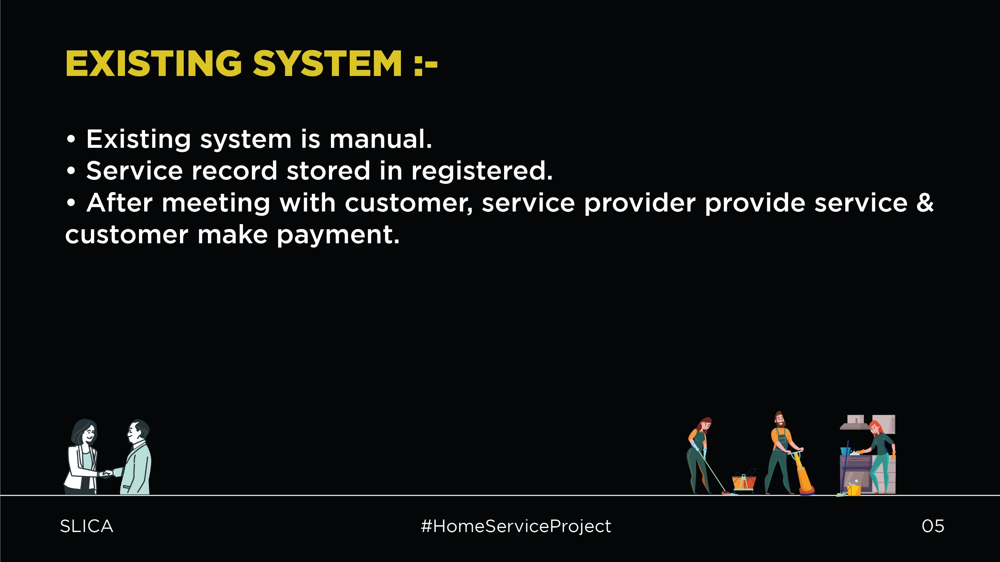 EXISTING SYSTEM :-
• Existing system is manual.
• Service record stored in registered.
• After meeting with customer, service provider provide service &
customer make payment.
SLICA
#HomeServiceProject
05